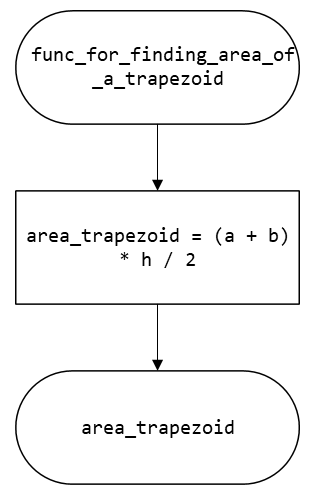 func_for_finding_area_of
_a_trapezoid
area_trapezoid = (a + b)
* h / 2
area_trapezoid